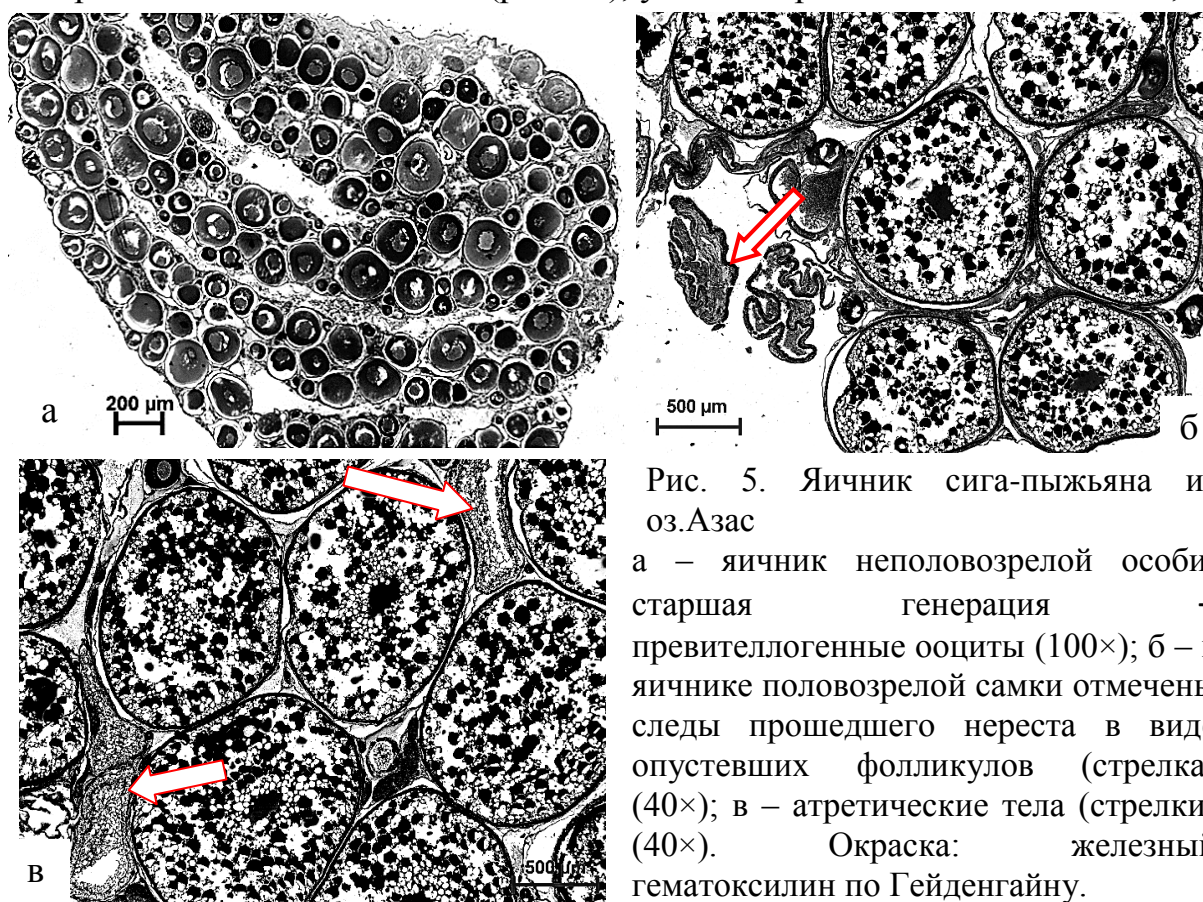 а
200 µm
500 µm
б
Рис. 5. Яичник сига-пыжьяна и
оз.Азас
а – яичник неполовозрелой особи
старшая генерация -
превителлогенные ооциты (100×); б –
яичнике половозрелой самки отмечены
следы прошедшего нереста в виде
опустевших фолликулов (стрелка
(40×); в – атретические тела (стрелки
(40×). Окраска: железный
гематоксилин по Гейденгайну.
в
500 µm